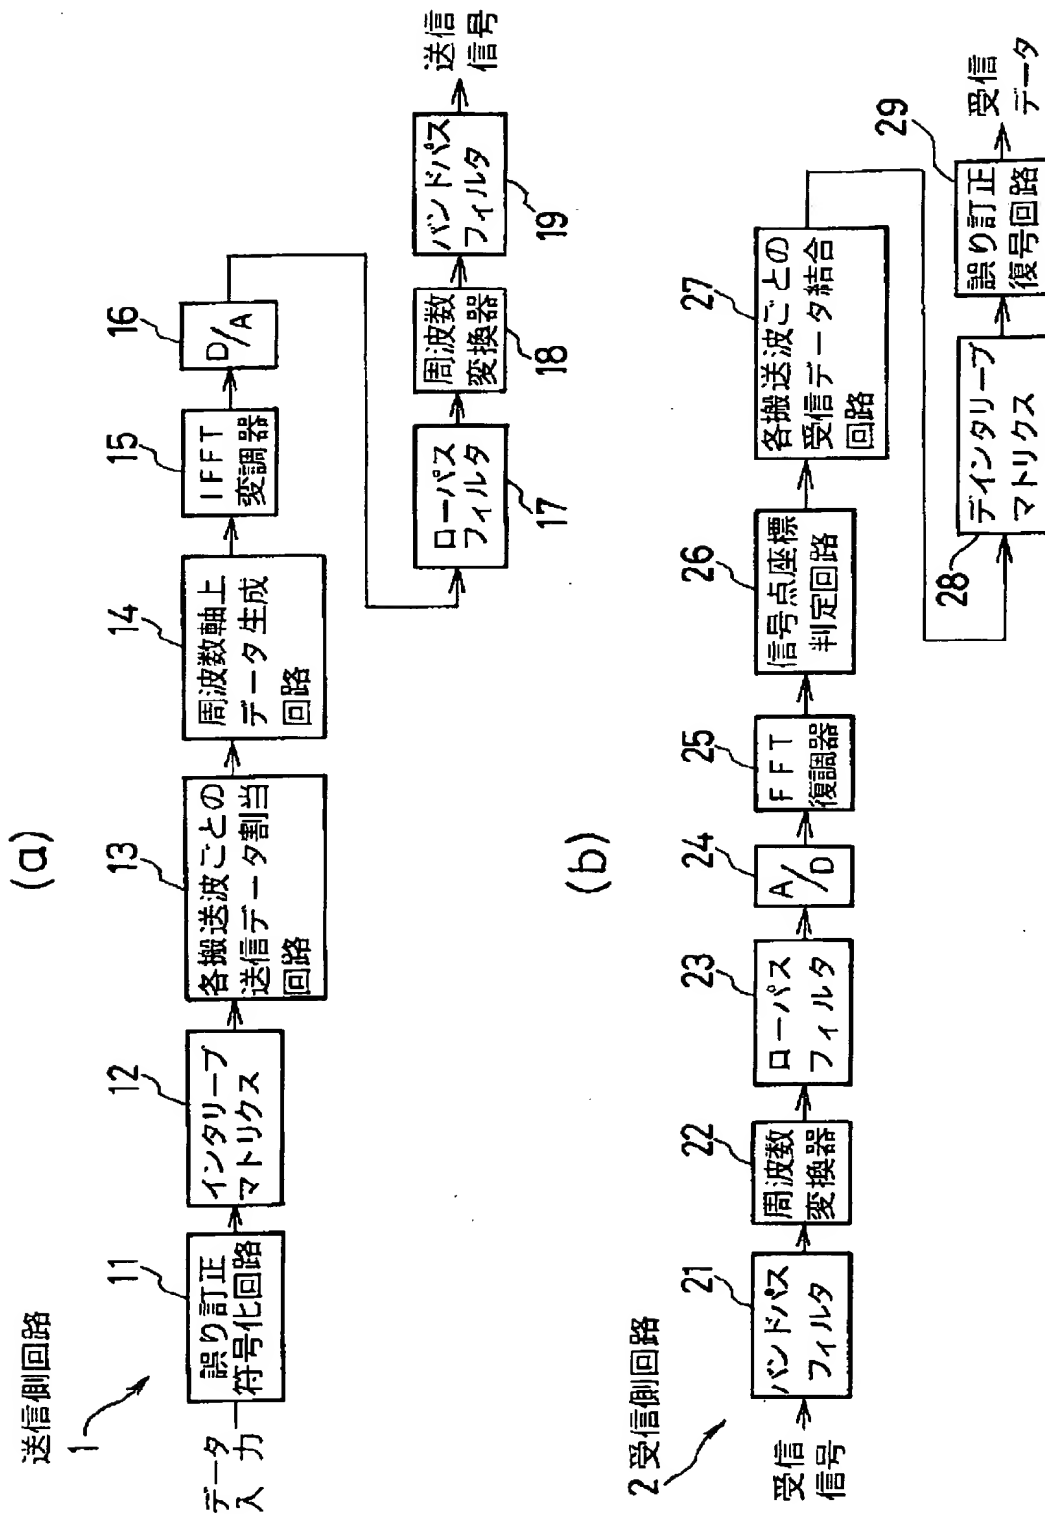 (a)
送信側回路
1
データ
入力
11
誤り訂正
符号化回路
12
インタリーブ
マトリクス
13
各搬送波ごとの
送信データ割当
回路
14
周波数軸上
データ生成
回路
15
IFFT
変調器
16
D/A
17
ローパス
フィルタ
18
周波数
変換器
19
バンドパス
フィルタ
送信
信号
(b)
2 受信側回路
受信
信号
21
バンドパス
フィルタ
22
周波数
変換器
23
ローパス
フィルタ
24
A/D
25
FFT
復調器
26
信号点座標
判定回路
27
各搬送波ごとの
受信データ結合
回路
28
デインタリーブ
マトリクス
29
誤り訂正
復号回路
受信
データ